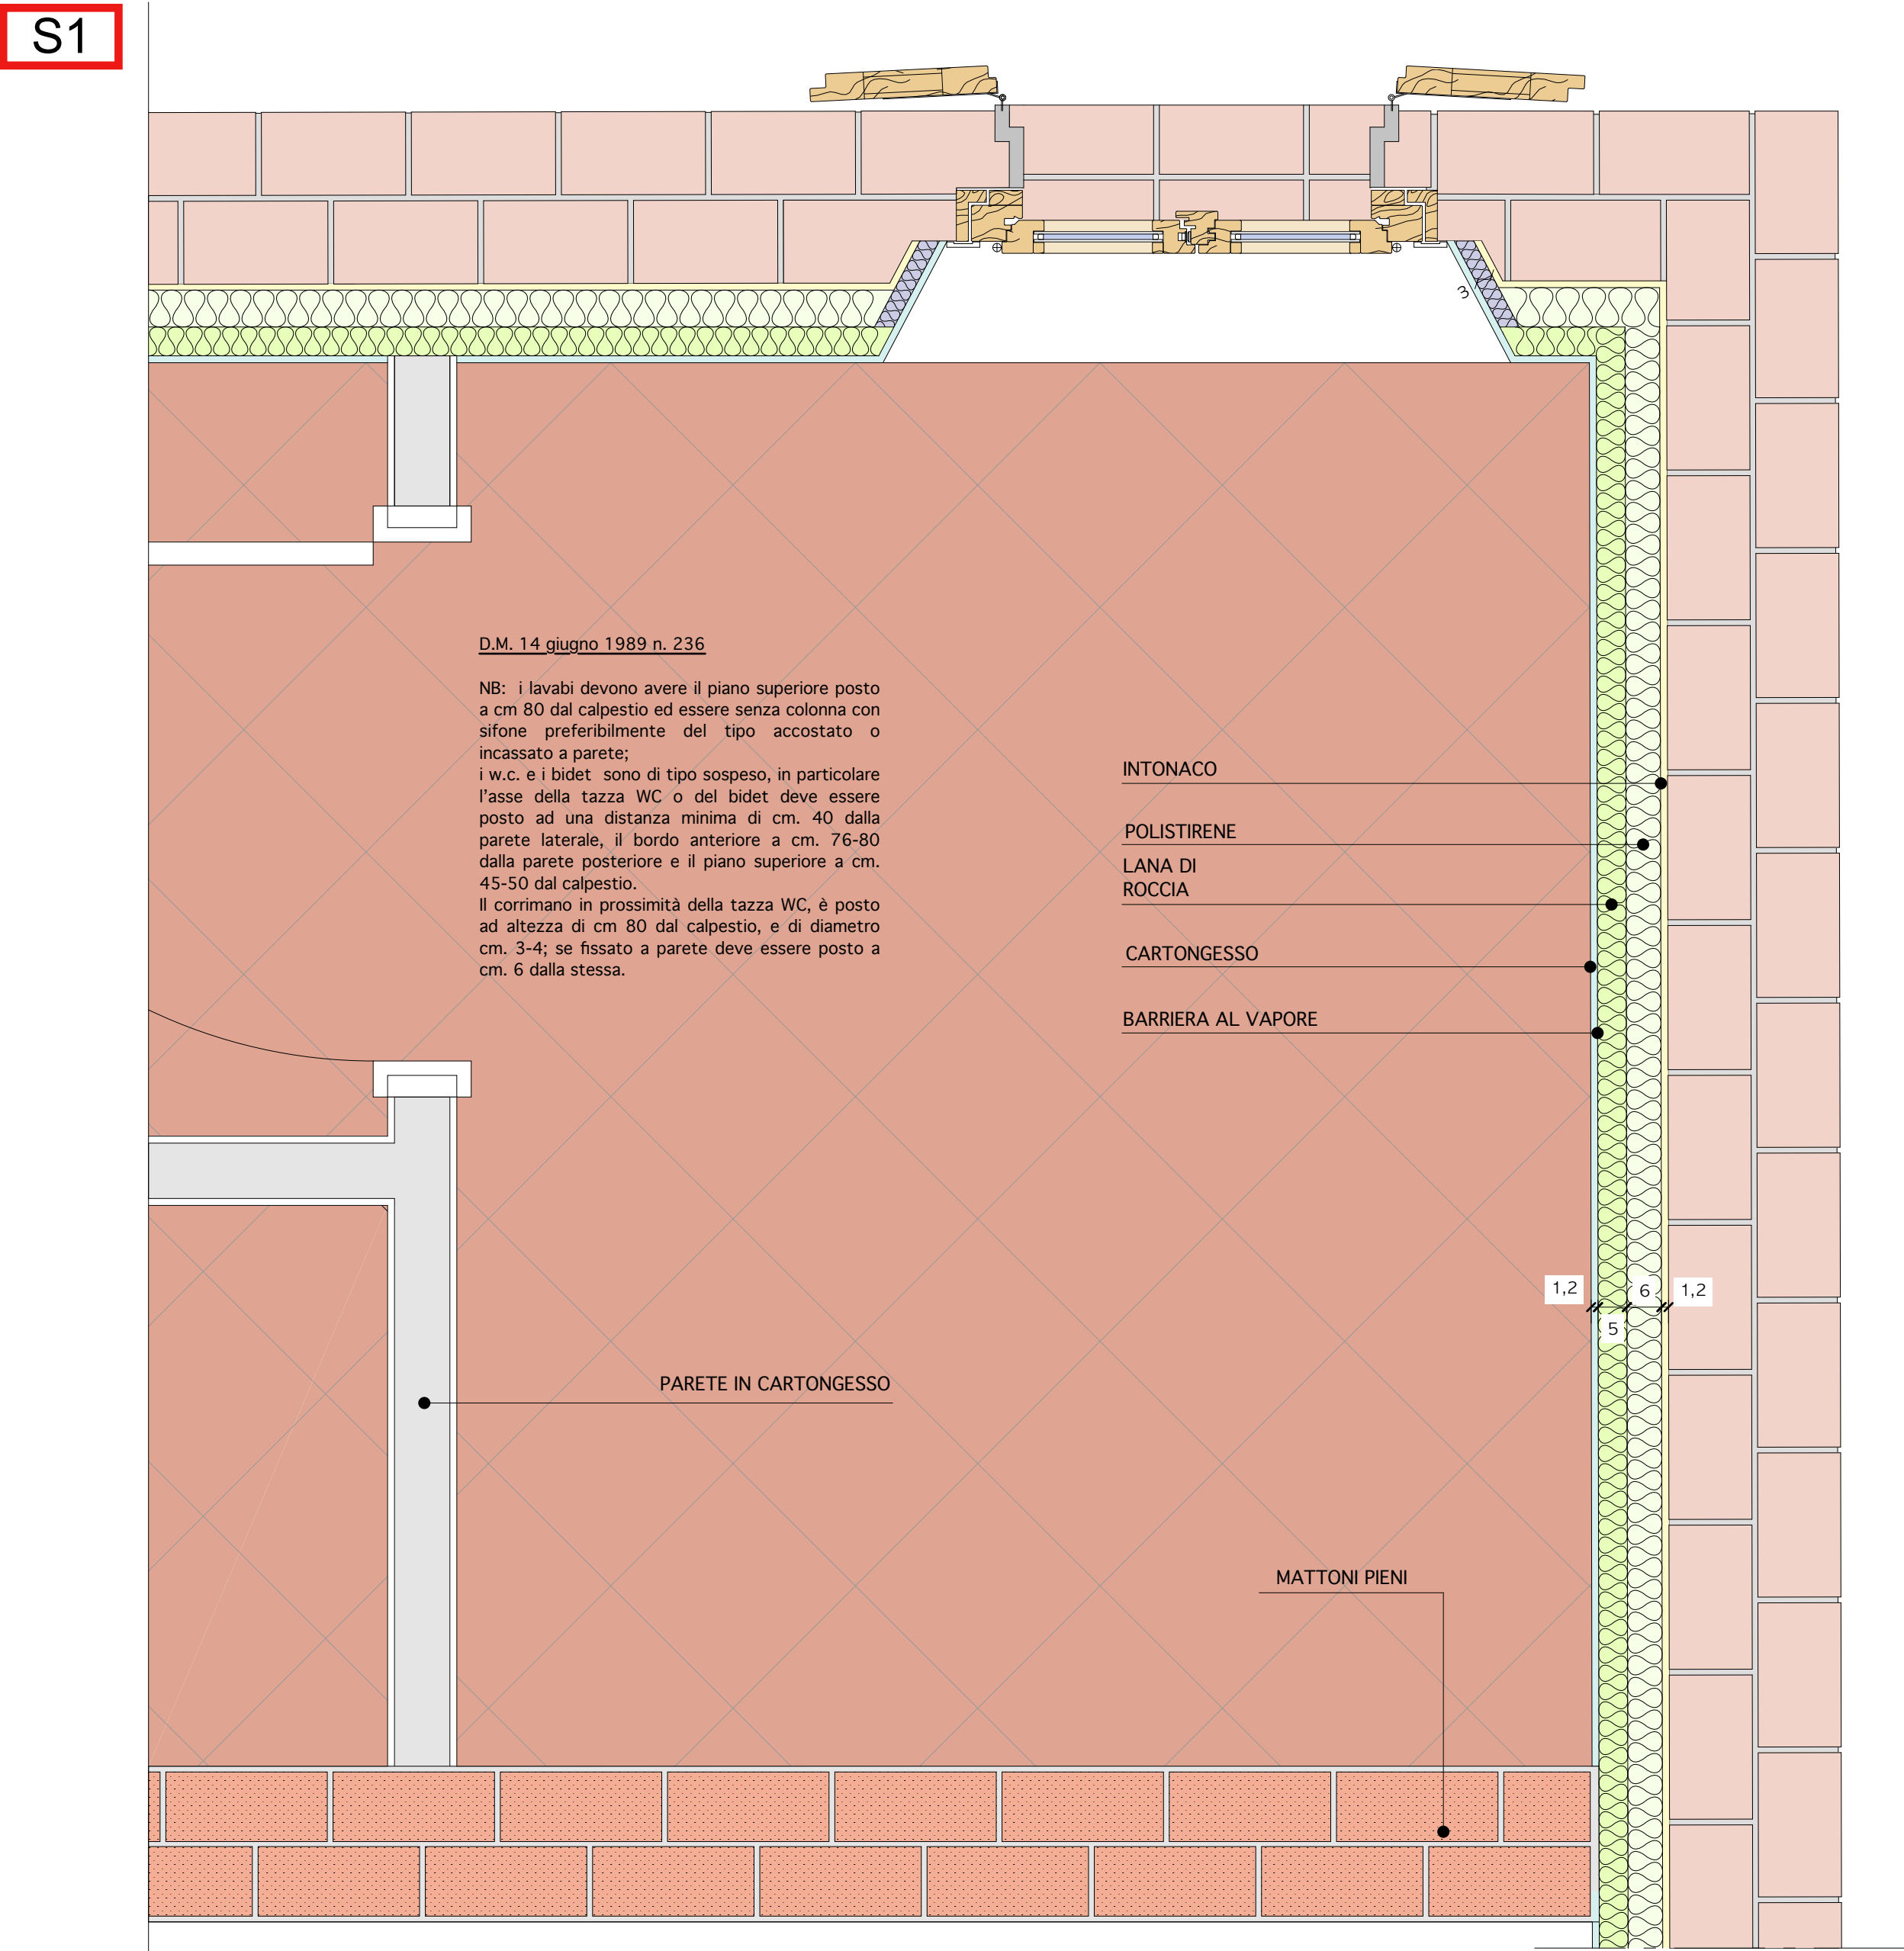 S1
3
D.M. 14 giugno 1989 n. 236
NB: i lavabi devono avere il piano superiore posto
a cm 80 dal calpestio ed essere senza colonna con
sifone preferibilmente del tipo accostato o
incassato a parete;
i w.c. e i bidet sono di tipo sospeso, in particolare
l'asse della tazza WC o del bidet deve essere
posto ad una distanza minima di cm. 40 dalla
parete laterale, il bordo anteriore a cm. 76-80
dalla parete posteriore e il piano superiore a cm.
45-50 dal calpestio.
Il corrimano in prossimità della tazza WC, è posto
ad altezza di cm 80 dal calpestio, e di diametro
cm. 3-4; se fissato a parete deve essere posto a
cm. 6 dalla stessa.
INTONACO
POLISTIRENE
LANA DI
ROCCIA
CARTONGESSO
BARRIERA AL VAPORE
1,2 6 1,2
5
PARETE IN CARTONGESSO
MATTONI PIENI